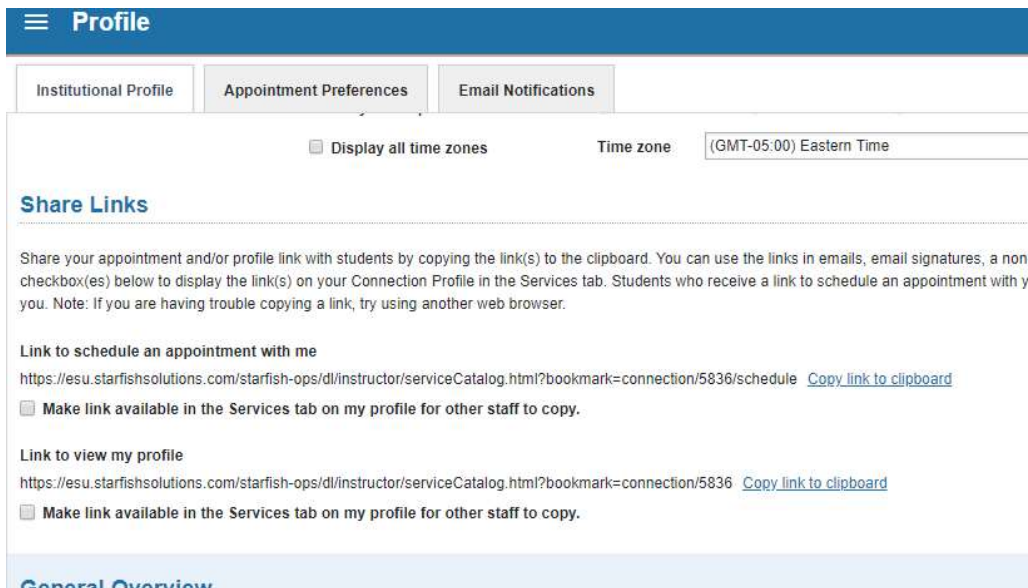 Profile
Institutional Profile Appointment Preferences Email Notifications
Display all time zones Time zone (GMT-05:00) Eastern Time
Share Links
Share your appointment and/or profile link with students by copying the link(s) to the clipboard. You can use the links in emails, email signatures, a non
checkbox(es) below to display the link(s) on your Connection Profile in the Services tab. Students who receive a link to schedule an appointment with y
you. Note: If you are having trouble copying a link, try using another web browser.
Link to schedule an appointment with me
https://esu.starfishsolutions.com/starfish-ops/dl/instructor/serviceCatalog.html?bookmark=connection/5836/schedule Copy link to clipboard
Make link available in the Services tab on my profile for other staff to copy.
Link to view my profile
https://esu.starfishsolutions.com/starfish-ops/dl/instructor/serviceCatalog.html?bookmark=connection/5836 Copy link to clipboard
Make link available in the Services tab on my profile for other staff to copy.
General Overview